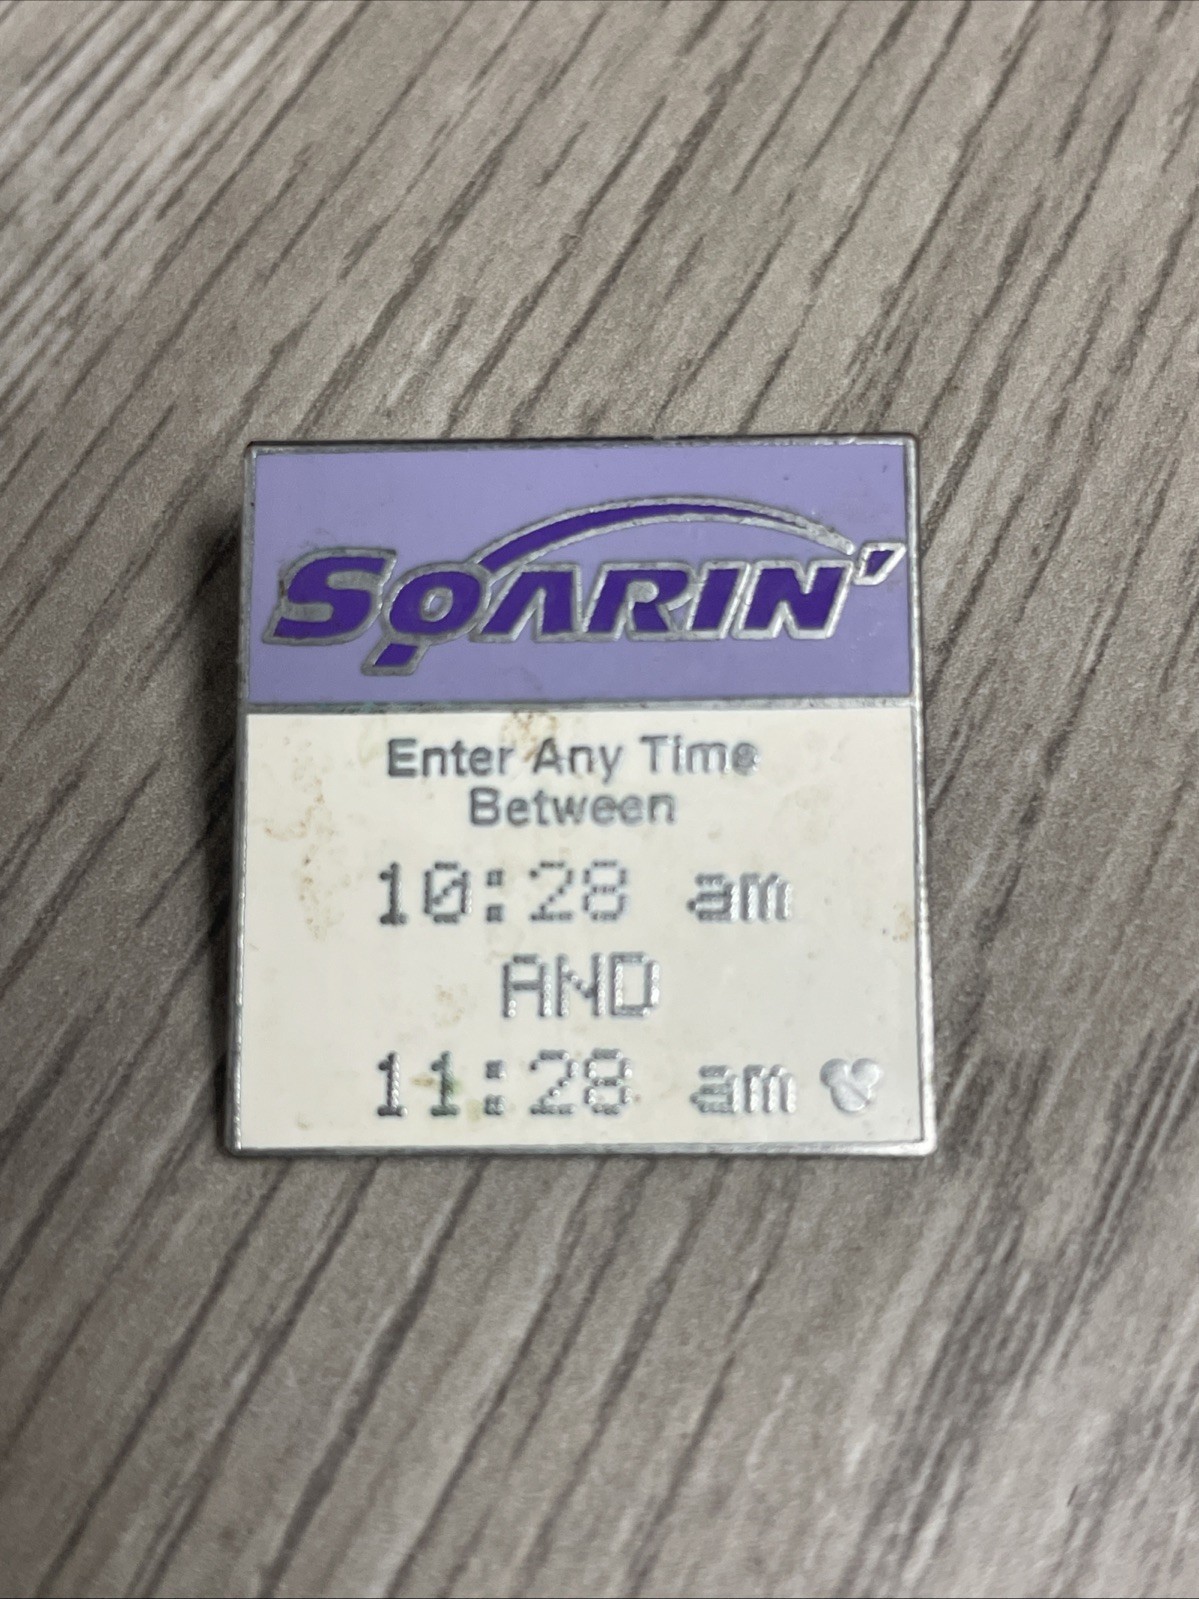 SOARIN'
Enter Any Time
Between
10:28 am
AND
11:28 am